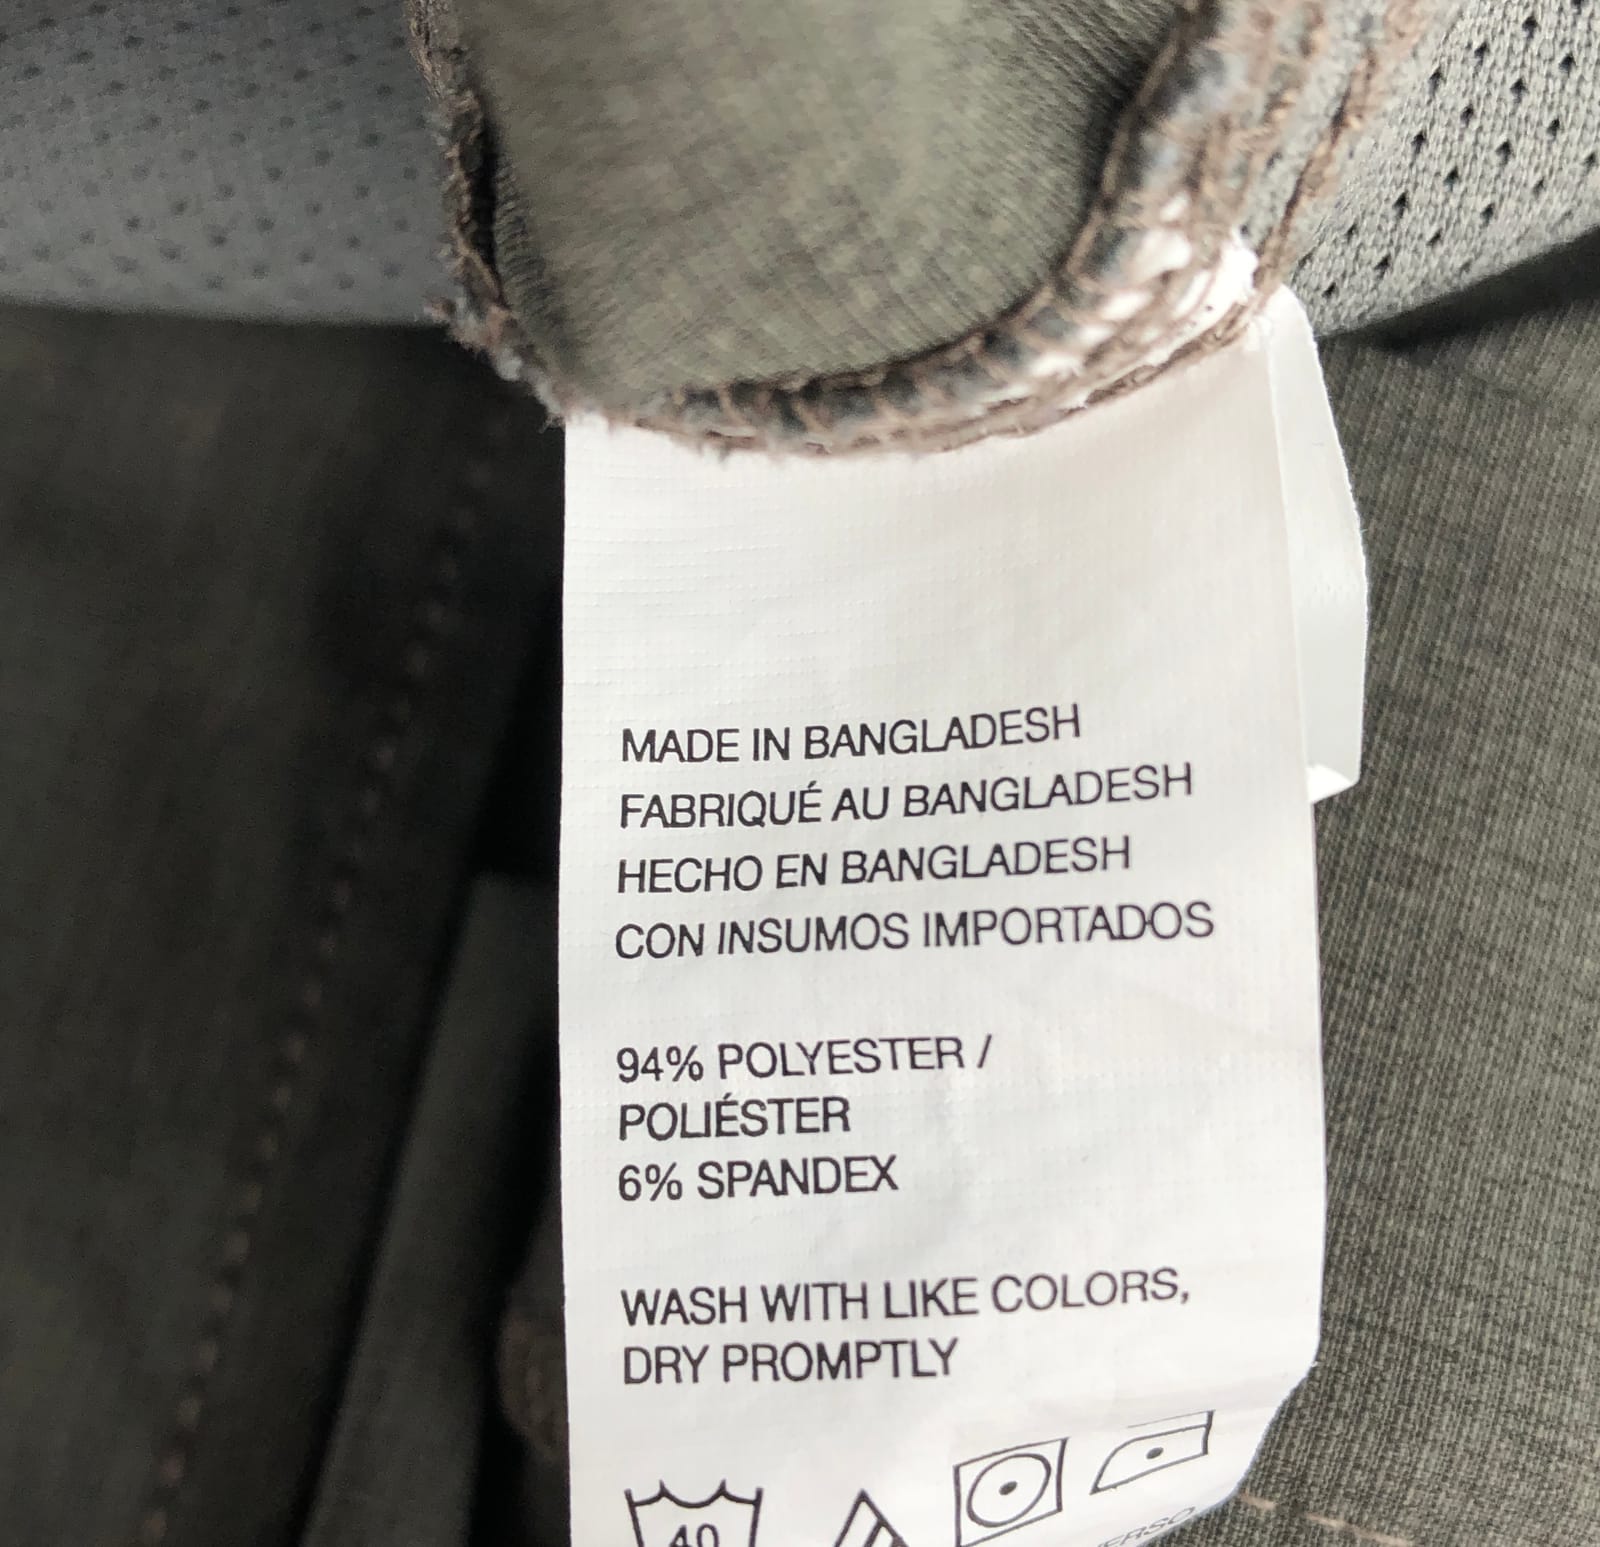 MADE IN BANGLADESH
FABRIQUÉ AU BANGLADESH
HECHO EN BANGLADESH
CON INSUMOS IMPORTADOS
94% POLYESTER /
POLIÉSTER
6% SPANDEX
WASH WITH LIKE COLORS,
DRY PROMPTLY
40